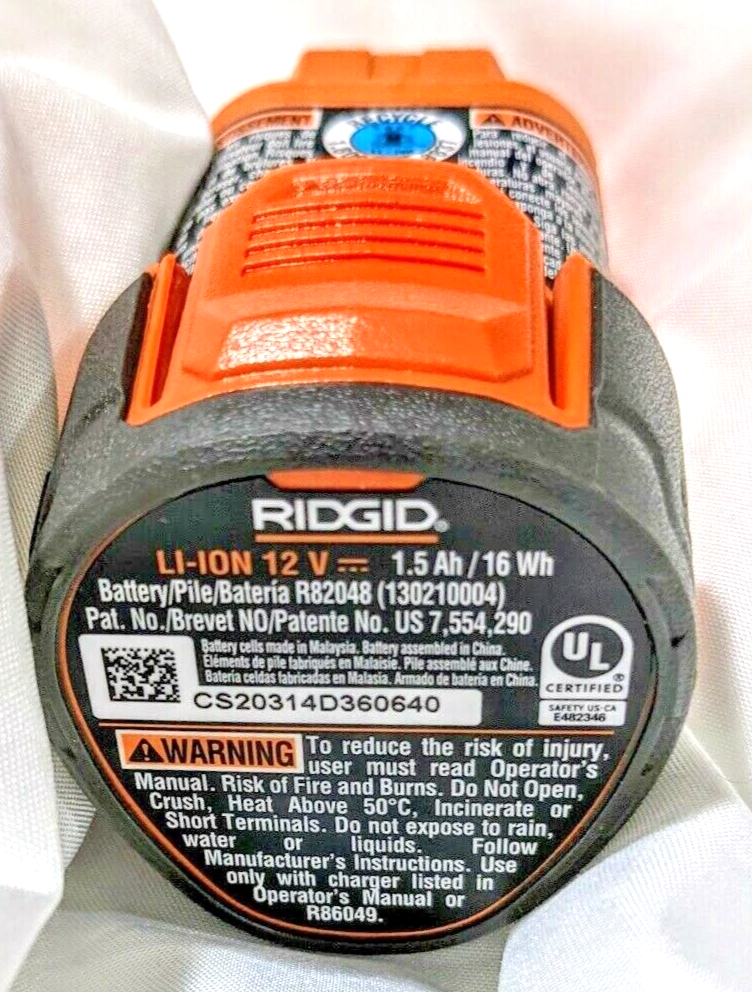 RECYCLE
⚠ ADVERTE
RIDGID®
LI-ION 12 V ⎓ 1.5 Ah / 16 Wh
Battery/Pile/Batería R82048 (130210004)
Pat. No./Brevet NO/Patente No. US 7,554,290
Battery cells made in Malaysia. Battery assembled in China.
Éléments de pile fabriqués en Malaisie. Pile assemblé aux Chine.
Batería celdas fabricadas en Malasia. Armado de batería en China.
CS20314D360640
UL®
CERTIFIED
SAFETY US-CA
E482346
⚠WARNING To reduce the risk of injury,
user must read Operator's
Manual. Risk of Fire and Burns. Do Not Open,
Crush, Heat Above 50°C, Incinerate or
Short Terminals. Do not expose to rain,
water or liquids. Follow
Manufacturer's Instructions. Use
only with charger listed in
Operator's Manual or
R86049.